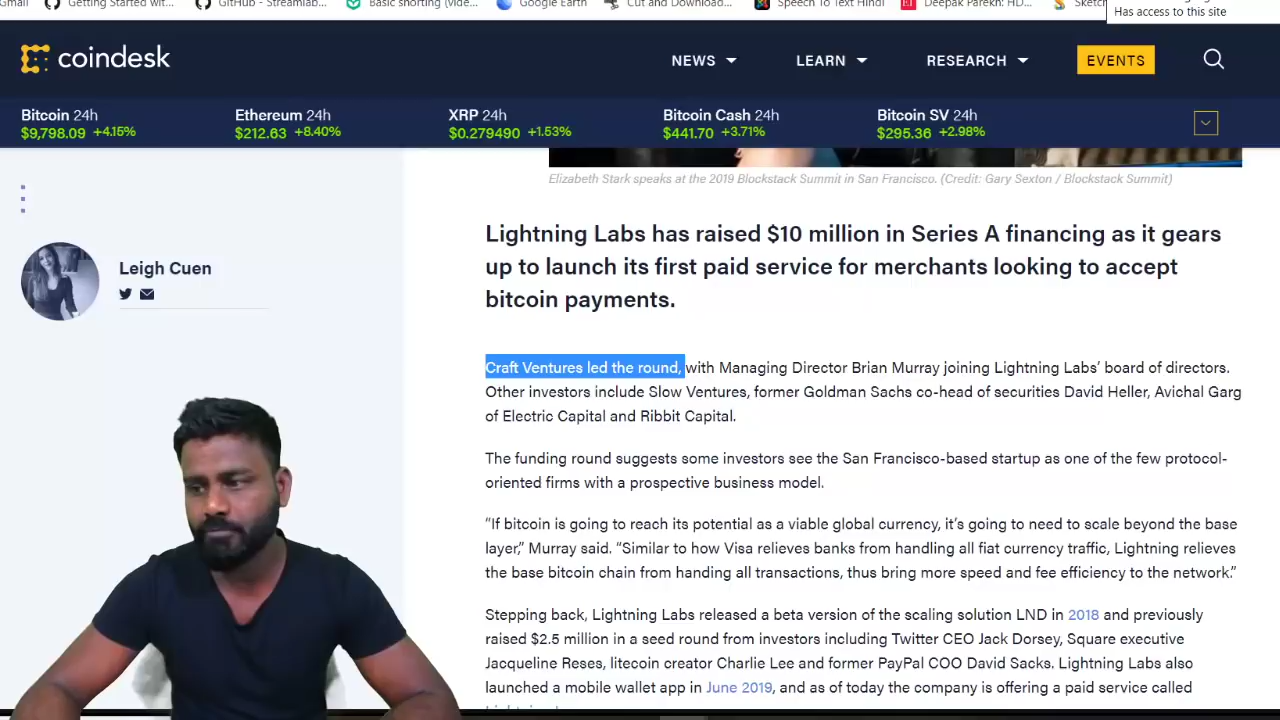 Gmail
Getting Started wit...
GitHub - Streamlab...
Basic shorting (vide...
Google Earth
Cut and Download...
Speech To Text Hindi
Deepak Parekh: HD...
Sketch
Has access to this site
coindesk
NEWS
LEARN
RESEARCH
EVENTS
Bitcoin 24h
$9,798.09 +4.15%
Ethereum 24h
$212.63 +8.40%
XRP 24h
$0.279490 +1.53%
Bitcoin Cash 24h
$441.70 +3.71%
Bitcoin SV 24h
$295.36 +2.98%
Elizabeth Stark speaks at the 2019 Blockstack Summit in San Francisco. (Credit: Gary Sexton / Blockstack Summit)
Leigh Cuen
Lightning Labs has raised $10 million in Series A financing as it gears
up to launch its first paid service for merchants looking to accept
bitcoin payments.
Craft Ventures led the round, with Managing Director Brian Murray joining Lightning Labs’ board of directors.
Other investors include Slow Ventures, former Goldman Sachs co-head of securities David Heller, Avichal Garg
of Electric Capital and Ribbit Capital.
The funding round suggests some investors see the San Francisco-based startup as one of the few protocol-
oriented firms with a prospective business model.
“If bitcoin is going to reach its potential as a viable global currency, it’s going to need to scale beyond the base
layer,” Murray said. “Similar to how Visa relieves banks from handling all fiat currency traffic, Lightning relieves
the base bitcoin chain from handing all transactions, thus bring more speed and fee efficiency to the network.”
Stepping back, Lightning Labs released a beta version of the scaling solution LND in 2018 and previously
raised $2.5 million in a seed round from investors including Twitter CEO Jack Dorsey, Square executive
Jacqueline Reses, litecoin creator Charlie Lee and former PayPal COO David Sacks. Lightning Labs also
launched a mobile wallet app in June 2019, and as of today the company is offering a paid service called